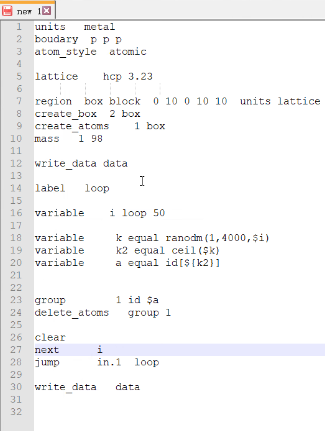 new 1
1 units metal
2 boudary p p p
3 atom_style atomic
4
5 lattice hcp 3.23
6
7 region box block 0 10 0 10 10 units lattice
8 create_box 2 box
9 create_atoms 1 box
10 mass 1 98
11
12 write_data data
13
14 label loop
15
16 variable i loop 50
17
18 variable k equal ranodm(1,4000,$i)
19 variable k2 equal ceil($k)
20 variable a equal id[${k2}]
21
22
23 group 1 id $a
24 delete_atoms group 1
25
26 clear
27 next i
28 jump in.1 loop
29
30 write_data data
31
32